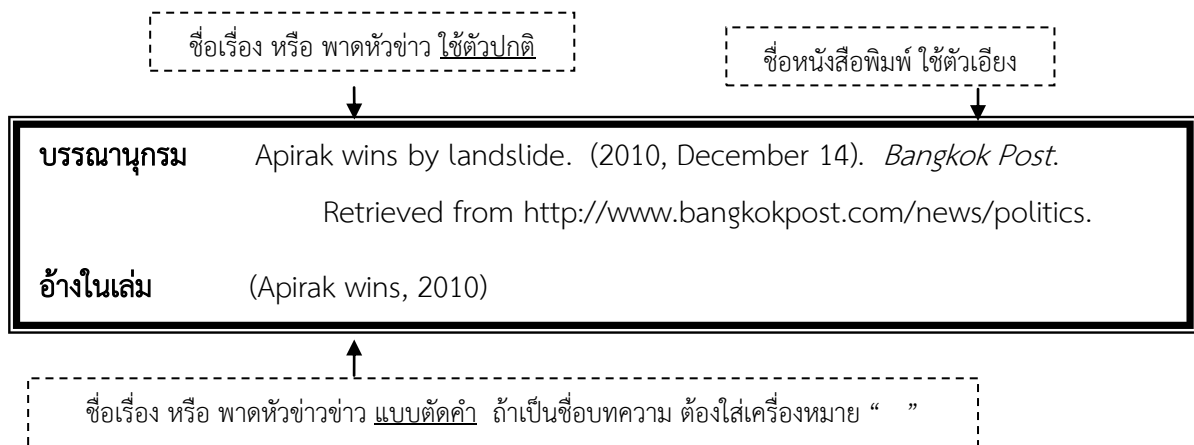 ชื่อเรื่อง หรือ พาดหัวข่าว ใช้ตัวปกติ
ชื่อหนังสือพิมพ์ ใช้ตัวเอียง
บรรณานุกรม Apirak wins by landslide. (2010, December 14). Bangkok Post.
Retrieved from http://www.bangkokpost.com/news/politics.
อ้างในเล่ม (Apirak wins, 2010)
ชื่อเรื่อง หรือ พาดหัวข่าวข่าว แบบตัดคำ ถ้าเป็นชื่อบทความ ต้องใส่เครื่องหมาย “ ”